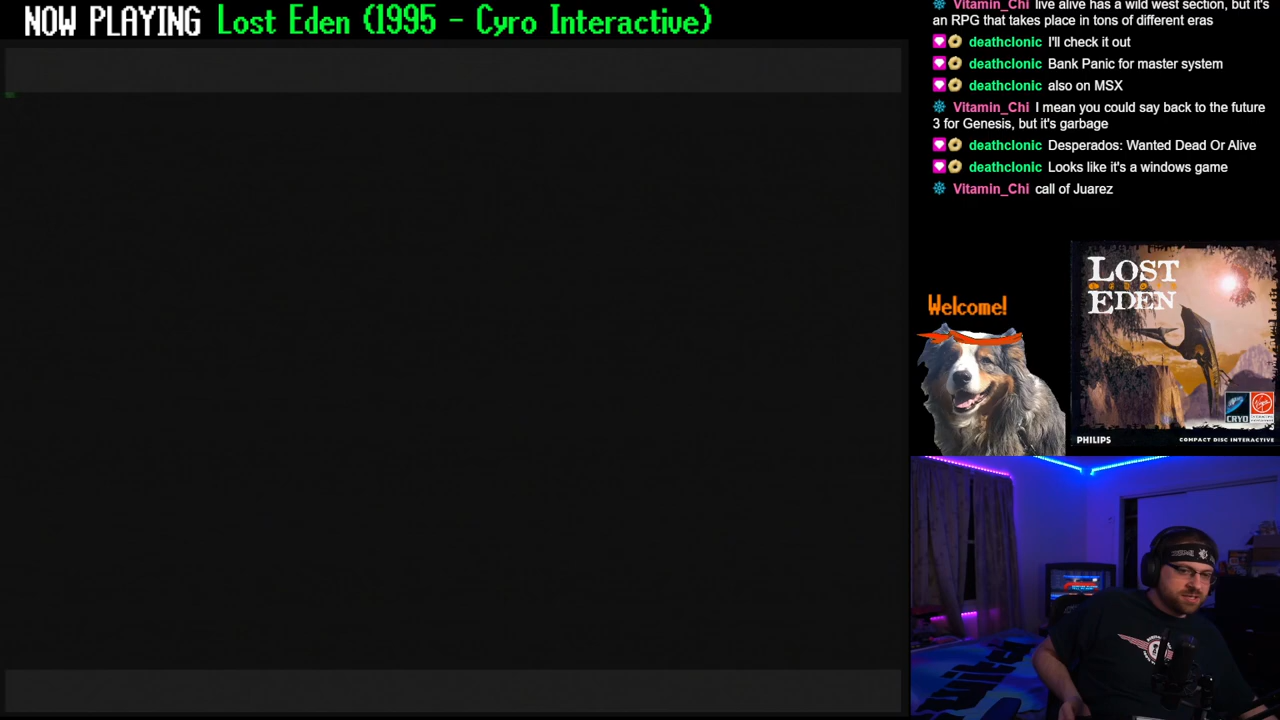 NOW PLAYING Lost Eden (1995 - Cyro Interactive)
Vitamin_Chi live alive has a wild west section, but it's
an RPG that takes place in tons of different eras
deathclonic I'll check it out
deathclonic Bank Panic for master system
deathclonic also on MSX
Vitamin_Chi I mean you could say back to the future
3 for Genesis, but it's garbage
deathclonic Desperados: Wanted Dead Or Alive
deathclonic Looks like it's a windows game
Vitamin_Chi call of Juarez
Welcome!
LOST
EDEN
CRYO
Virgin
PHILIPS
COMPACT DISC INTERACTIVE